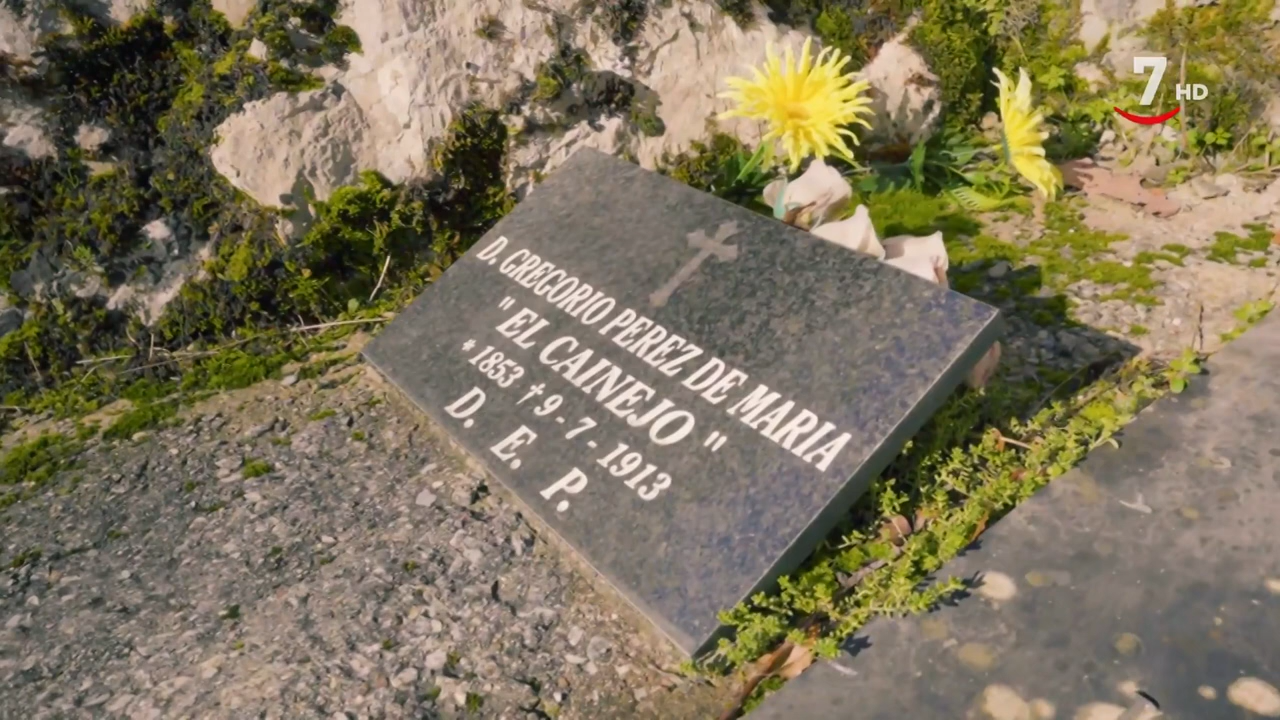 7 HD
D. GREGORIO PEREZ DE MARIA
" EL CAINEJO "
* 1853 † 9 - 7 - 1913
D. E. P.